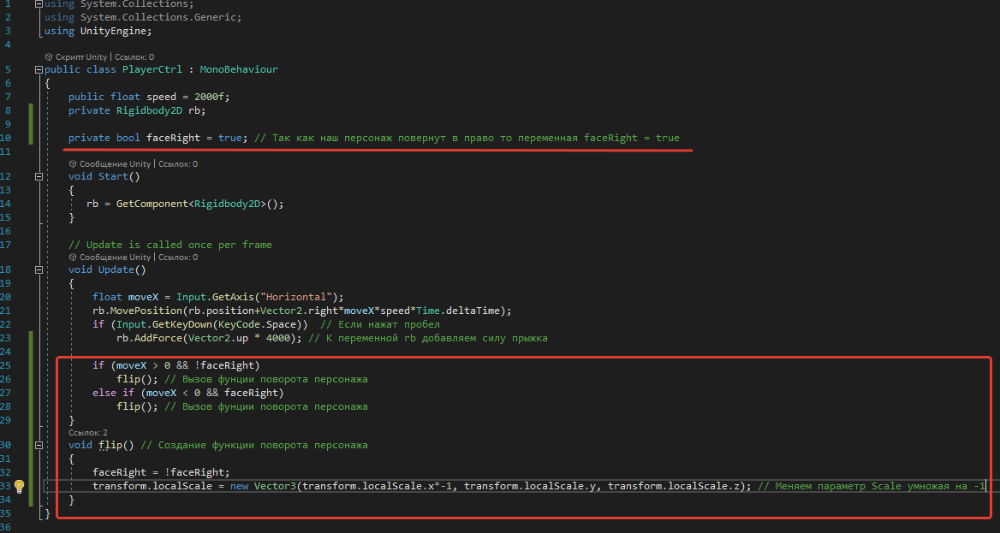 1 using System.Collections;
2 using System.Collections.Generic;
3 using UnityEngine;
4
Скрипт Unity | Ссылок: 0
5 public class PlayerCtrl : MonoBehaviour
6 {
7 public float speed = 2000f;
8 private Rigidbody2D rb;
9
10 private bool faceRight = true; // Так как наш персонаж повернут в право то переменная faceRight = true
11
Сообщение Unity | Ссылок: 0
12 void Start()
13 {
14 rb = GetComponent<Rigidbody2D>();
15 }
16
17 // Update is called once per frame
Сообщение Unity | Ссылок: 0
18 void Update()
19 {
20 float moveX = Input.GetAxis("Horizontal");
21 rb.MovePosition(rb.position+Vector2.right*moveX*speed*Time.deltaTime);
22 if (Input.GetKeyDown(KeyCode.Space)) // Если нажат пробел
23 rb.AddForce(Vector2.up * 4000); // К переменной rb добавляем силу прыжка
24
25 if (moveX > 0 && !faceRight)
26 flip(); // Вызов фунции поворота персонажа
27 else if (moveX < 0 && faceRight)
28 flip(); // Вызов фунции поворота персонажа
29 }
Ссылок: 2
30 void flip() // Создание функции поворота персонажа
31 {
32 faceRight = !faceRight;
33 transform.localScale = new Vector3(transform.localScale.x*-1, transform.localScale.y, transform.localScale.z); // Меняем параметр Scale умножая на -1
34 }
35 }
36